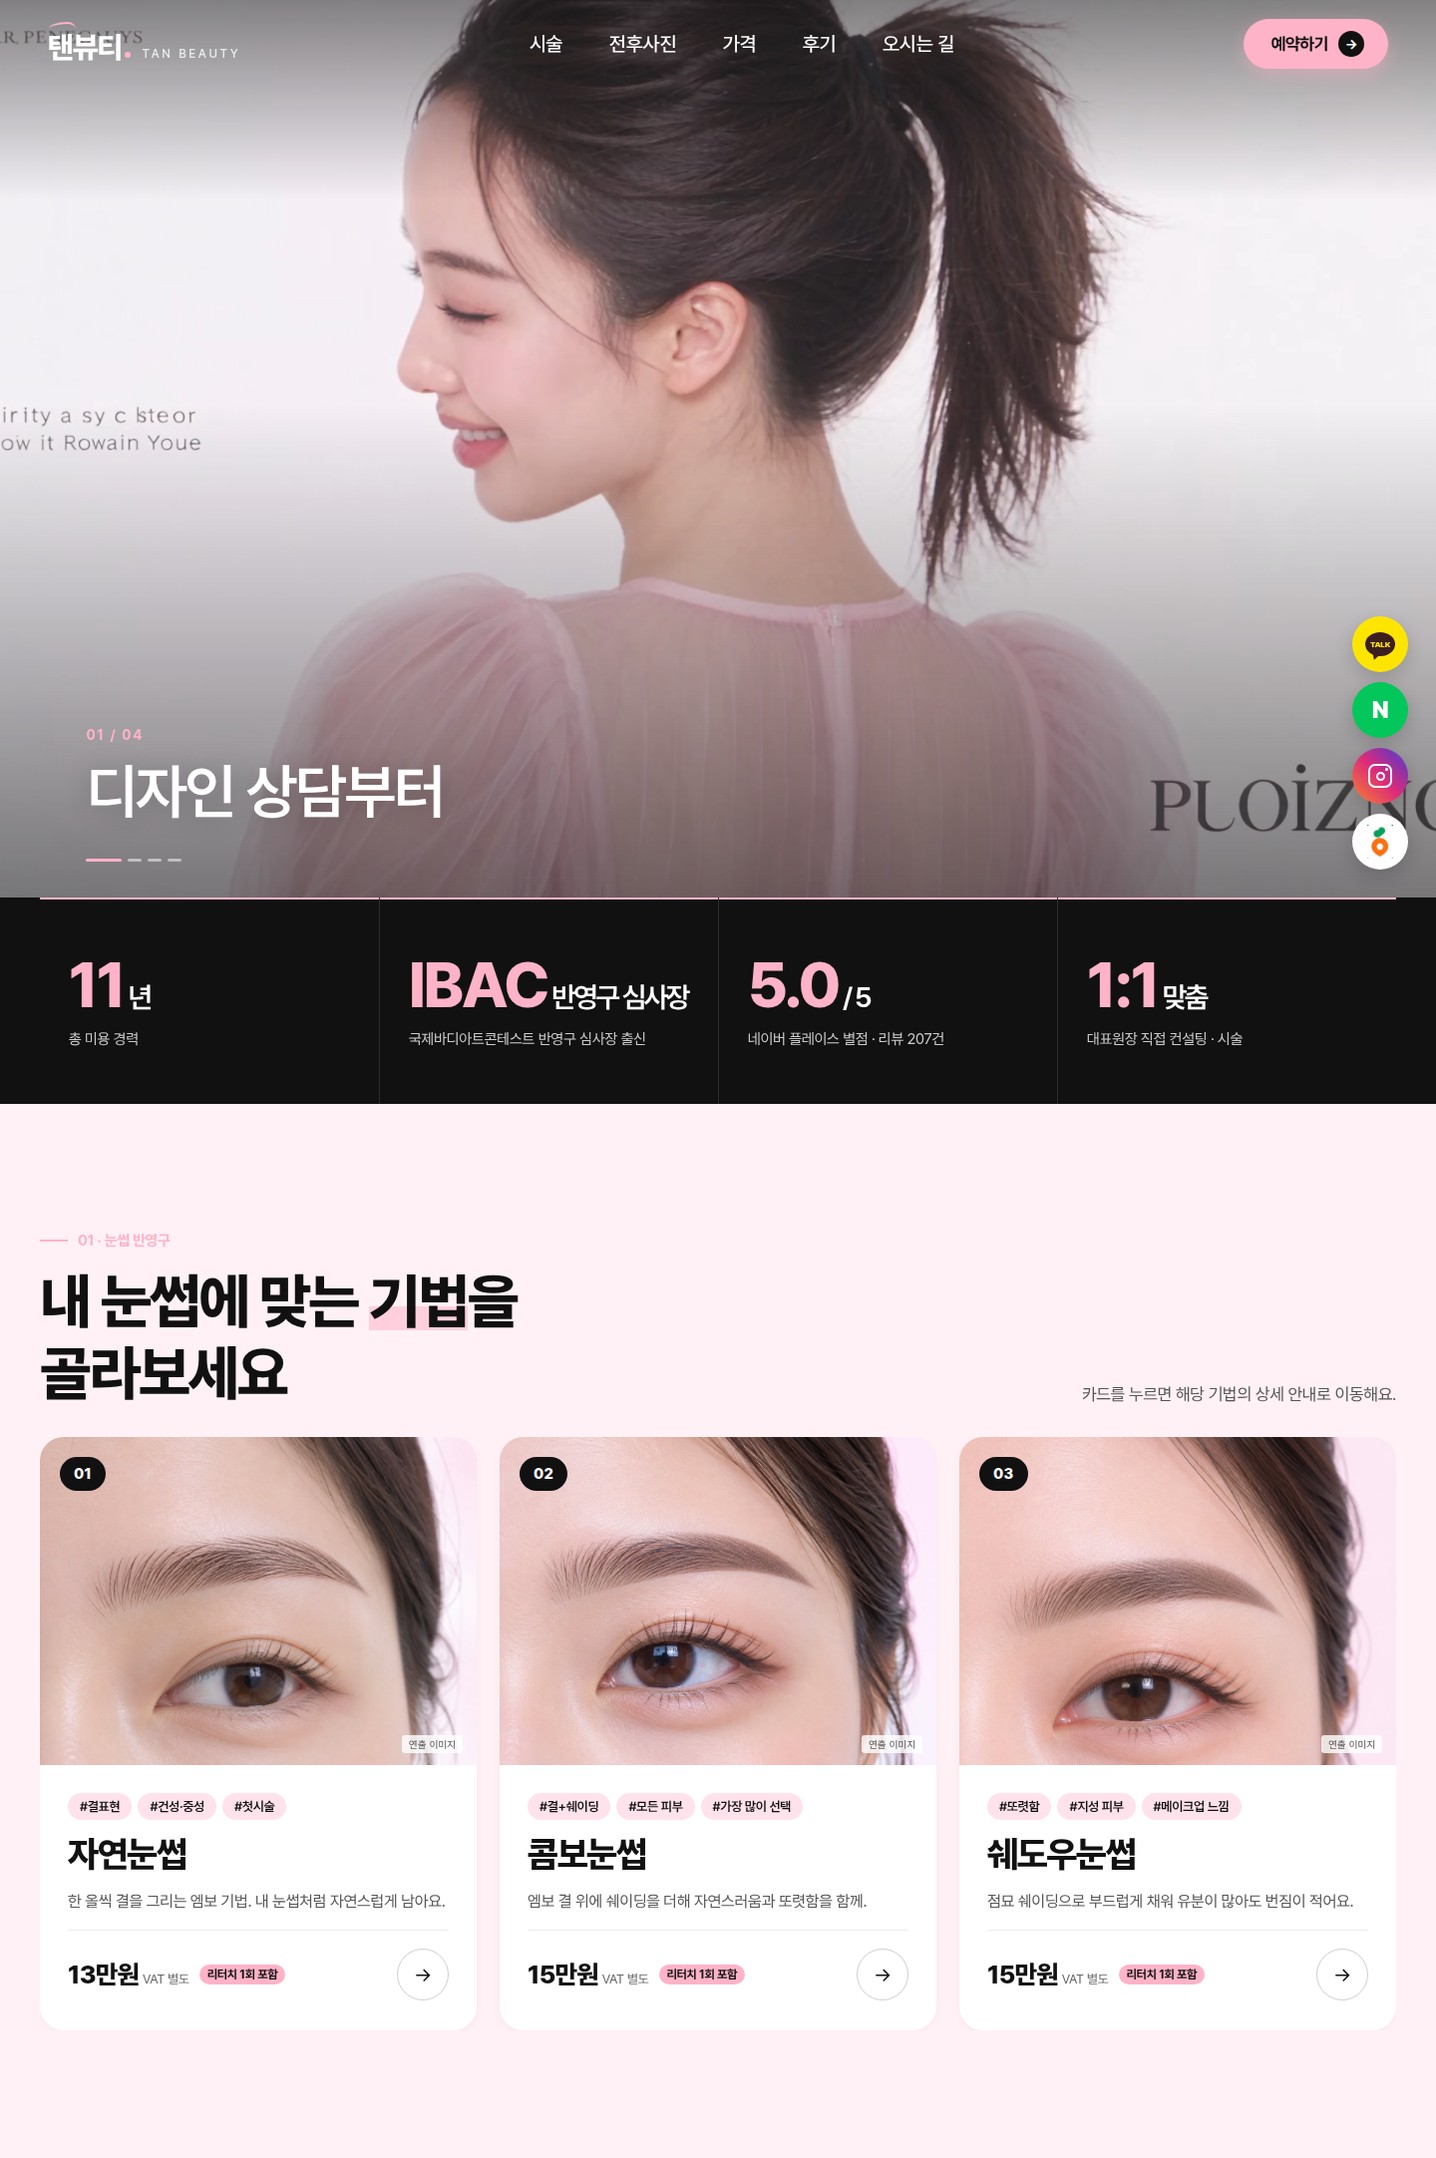 탠뷰티. TAN BEAUTY
시술
전후사진
가격
후기
오시는 길
예약하기
irity a sy c bteor
ow it Rowain Youe
TALK
N
01 / 04
디자인 상담부터
PLOİZNO
11 년
총 미용 경력
IBAC 반영구 심사장
국제바디아트콘테스트 반영구 심사장 출신
5.0 / 5
네이버 플레이스 별점 · 리뷰 207건
1:1 맞춤
대표원장 직접 컨설팅 · 시술
01 · 눈썹 반영구
내 눈썹에 맞는 기법을
골라보세요
카드를 누르면 해당 기법의 상세 안내로 이동해요.
01
연출 이미지
#결표현 #건성·중성 #첫시술
자연눈썹
한 올씩 결을 그리는 엠보 기법. 내 눈썹처럼 자연스럽게 남아요.
13만원 VAT 별도 리터치 1회 포함
02
연출 이미지
#결+쉐이딩 #모든 피부 #가장 많이 선택
콤보눈썹
엠보 결 위에 쉐이딩을 더해 자연스러움과 또렷함을 함께.
15만원 VAT 별도 리터치 1회 포함
03
연출 이미지
#또렷함 #지성 피부 #메이크업 느낌
쉐도우눈썹
점묘 쉐이딩으로 부드럽게 채워 유분이 많아도 번짐이 적어요.
15만원 VAT 별도 리터치 1회 포함